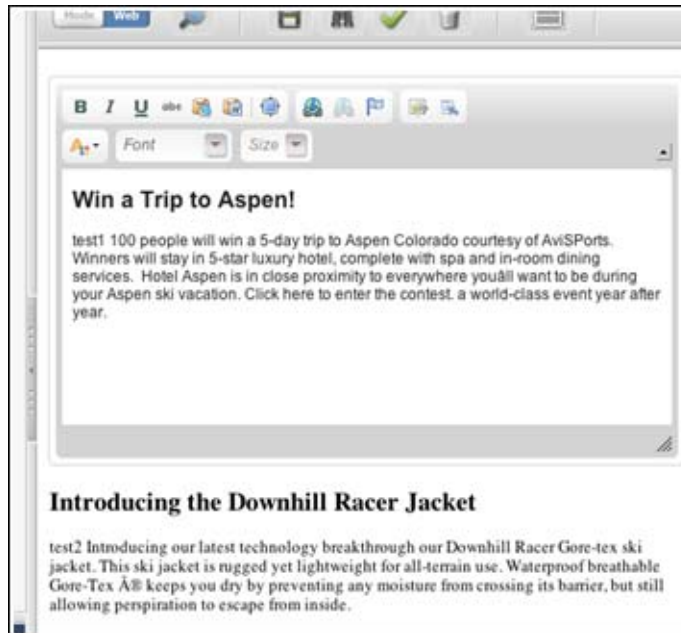 Mode Web
B I U abc
Font Size
Win a Trip to Aspen!
test1 100 people will win a 5-day trip to Aspen Colorado courtesy of AviSPorts.
Winners will stay in 5-star luxury hotel, complete with spa and in-room dining
services. Hotel Aspen is in close proximity to everywhere youâll want to be during
your Aspen ski vacation. Click here to enter the contest. a world-class event year after
year.
Introducing the Downhill Racer Jacket
test2 Introducing our latest technology breakthrough our Downhill Racer Gore-tex ski
jacket. This ski jacket is rugged yet lightweight for all-terrain use. Waterproof breathable
Gore-Tex Â® keeps you dry by preventing any moisture from crossing its barrier, but still
allowing perspiration to escape from inside.